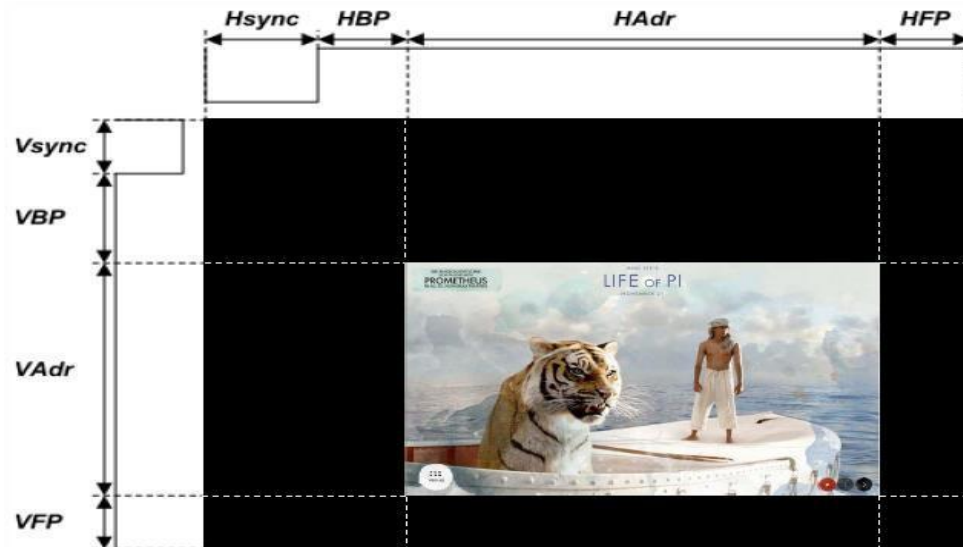 Hsync HBP HAdr HFP
Vsync
VBP
VAdr
VFP
PROMETHEUS
LIFE OF PI